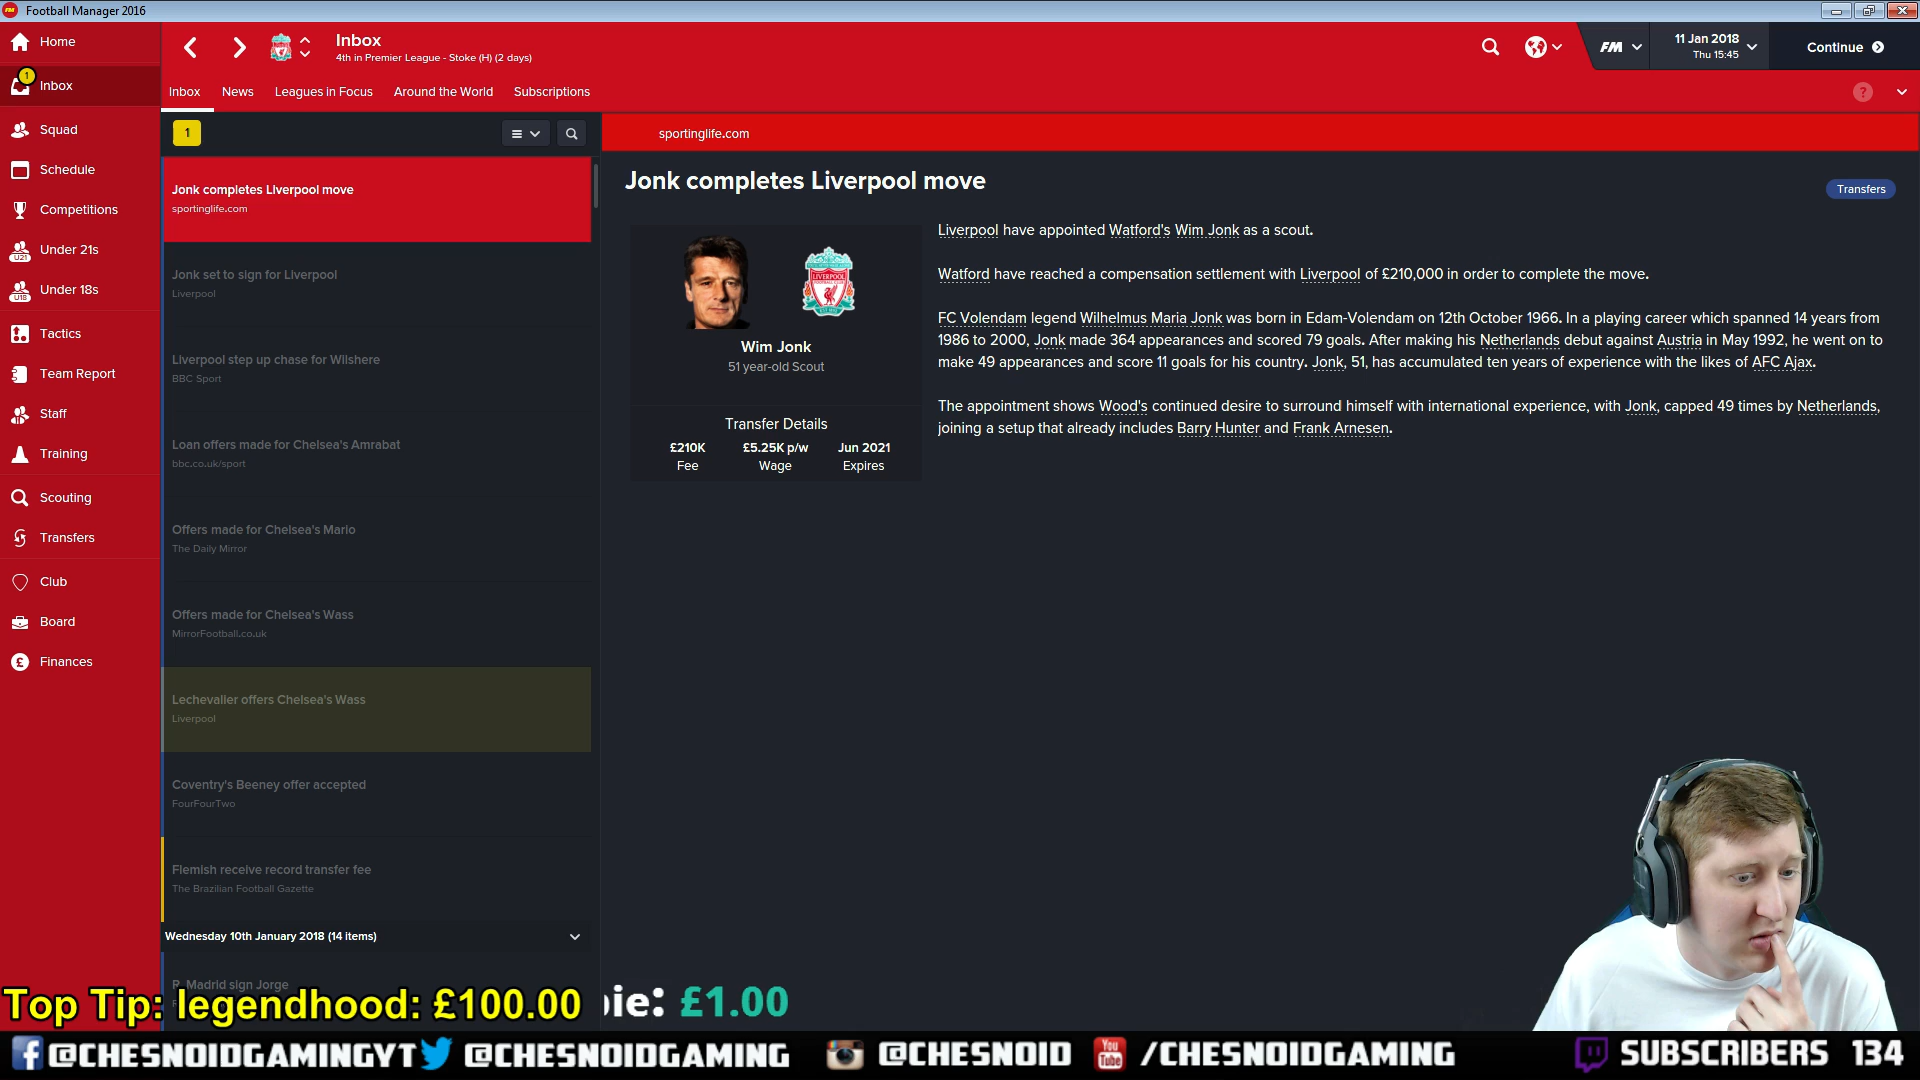 Football Manager 2016
Home
1
Inbox
Squad
Schedule
Competitions
U21
Under 21s
U18
Under 18s
Tactics
Team Report
Staff
Training
Scouting
Transfers
Club
Board
Finances
Inbox
4th in Premier League - Stoke (H) (2 days)
FM
11 Jan 2018
Thu 15:45
Continue
Inbox
News
Leagues in Focus
Around the World
Subscriptions
?
1
Jonk completes Liverpool move
sportinglife.com
Jonk set to sign for Liverpool
Liverpool
Liverpool step up chase for Wilshere
BBC Sport
Loan offers made for Chelsea's Amrabat
bbc.co.uk/sport
Offers made for Chelsea's Mario
The Daily Mirror
Offers made for Chelsea's Wass
MirrorFootball.co.uk
Lechevalier offers Chelsea's Wass
Liverpool
Coventry's Beeney offer accepted
FourFourTwo
Flemish receive record transfer fee
The Brazilian Football Gazette
Wednesday 10th January 2018 (14 items)
R. Madrid sign Jorge
sportinglife.com
Jonk completes Liverpool move
Transfers
Wim Jonk
51 year-old Scout
Transfer Details
£210K £5.25K p/w Jun 2021
Fee Wage Expires
Liverpool have appointed Watford's Wim Jonk as a scout.
Watford have reached a compensation settlement with Liverpool of £210,000 in order to complete the move.
FC Volendam legend Wilhelmus Maria Jonk was born in Edam-Volendam on 12th October 1966. In a playing career which spanned 14 years from
1986 to 2000, Jonk made 364 appearances and scored 79 goals. After making his Netherlands debut against Austria in May 1992, he went on to
make 49 appearances and score 11 goals for his country. Jonk, 51, has accumulated ten years of experience with the likes of AFC Ajax.
The appointment shows Wood's continued desire to surround himself with international experience, with Jonk, capped 49 times by Netherlands,
joining a setup that already includes Barry Hunter and Frank Arnesen.
Top Tip: legendhood: £100.00
ie: £1.00
@CHESNOIDGAMINGYT @CHESNOIDGAMING @CHESNOID You Tube /CHESNOIDGAMING SUBSCRIBERS 134